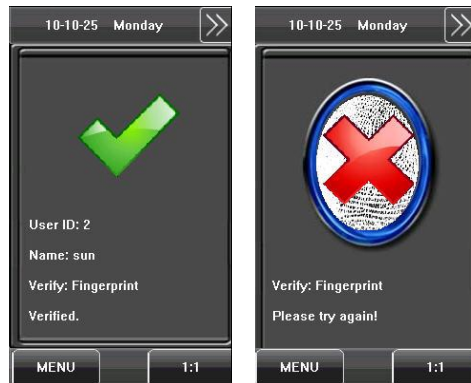 10-10-25 Monday
User ID: 2
Name: sun
Verify: Fingerprint
Verified.
MENU
1:1
10-10-25 Monday
Verify: Fingerprint
Please try again!
MENU
1:1